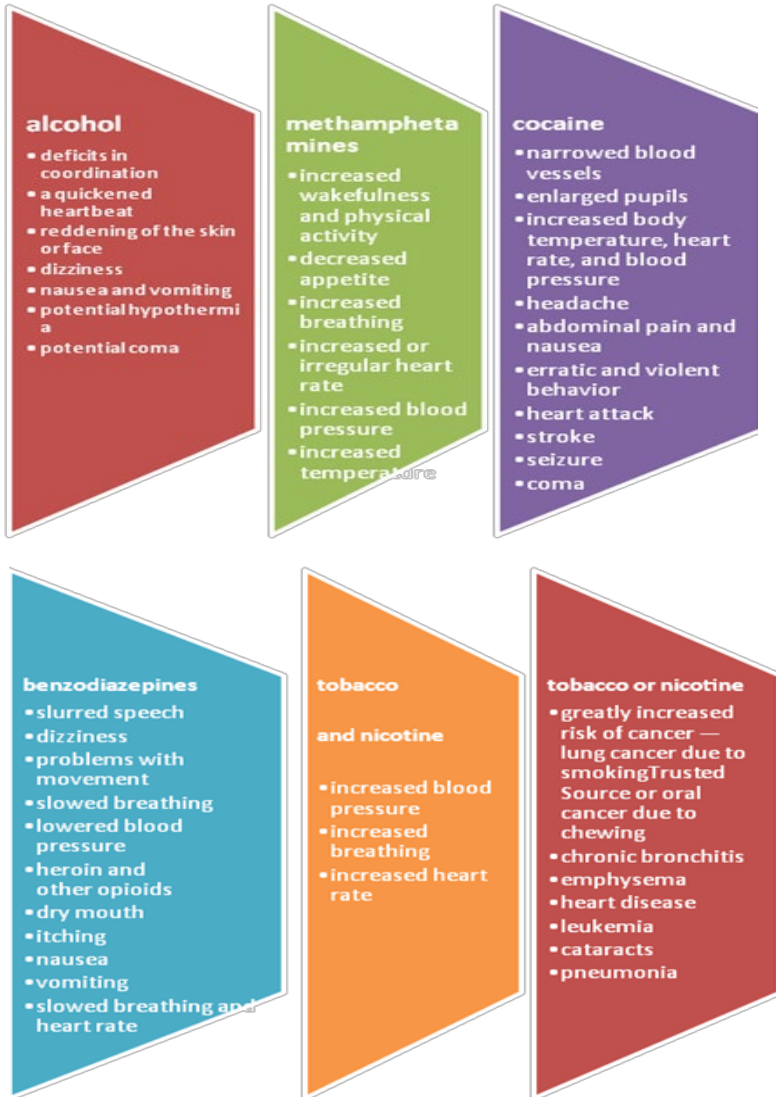 alcohol
• deficits in
coordination
• a quickened
heartbeat
• reddening of the skin
or face
• dizziness
• nausea and vomiting
• potential hypothermi
a
• potential coma
methampheta
mines
• increased
wakefulness
and physical
activity
• decreased
appetite
• increased
breathing
• increased or
irregular heart
rate
• increased blood
pressure
• increased
temperature
cocaine
• narrowed blood
vessels
• enlarged pupils
• increased body
temperature, heart
rate, and blood
pressure
• headache
• abdominal pain and
nausea
• erratic and violent
behavior
• heart attack
• stroke
• seizure
• coma
benzodiazepines
• slurred speech
• dizziness
• problems with
movement
• slowed breathing
• lowered blood
pressure
• heroin and
other opioids
• dry mouth
• itching
• nausea
• vomiting
• slowed breathing and
heart rate
tobacco
and nicotine
• increased blood
pressure
• increased
breathing
• increased heart
rate
tobacco or nicotine
• greatly increased
risk of cancer —
lung cancer due to
smokingTrusted
Source or oral
cancer due to
chewing
• chronic bronchitis
• emphysema
• heart disease
• leukemia
• cataracts
• pneumonia